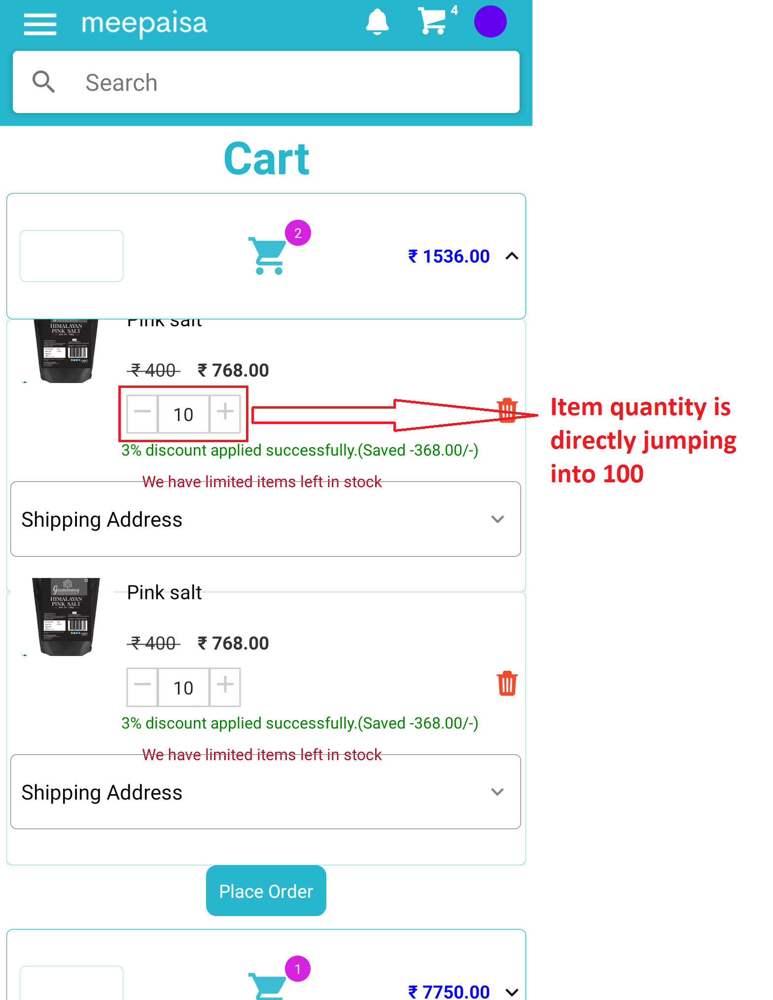 meepaisa
4
Search
Cart
2
₹ 1536.00
HIMALAYAN
PINK SALT
Pink salt
₹ 400 ₹ 768.00
10
3% discount applied successfully.(Saved -368.00/-)
We have limited items left in stock
Item quantity is
directly jumping
into 100
Shipping Address
Graminway
HIMALAYAN
PINK SALT
Pink salt
₹ 400 ₹ 768.00
10
3% discount applied successfully.(Saved -368.00/-)
We have limited items left in stock
Shipping Address
Place Order
1
₹ 7750.00